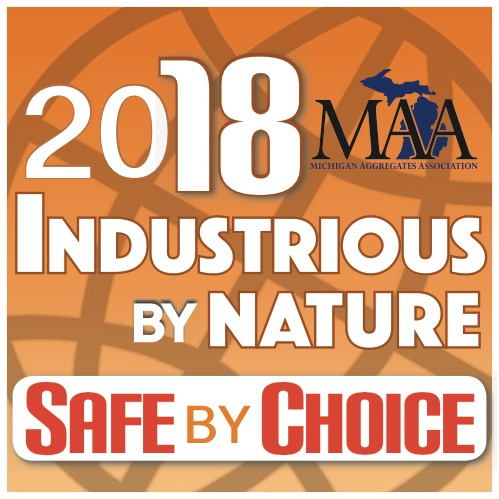 2018
MAA
MICHIGAN AGGREGATES ASSOCIATION
INDUSTRIOUS
BY NATURE
SAFE BY CHOICE